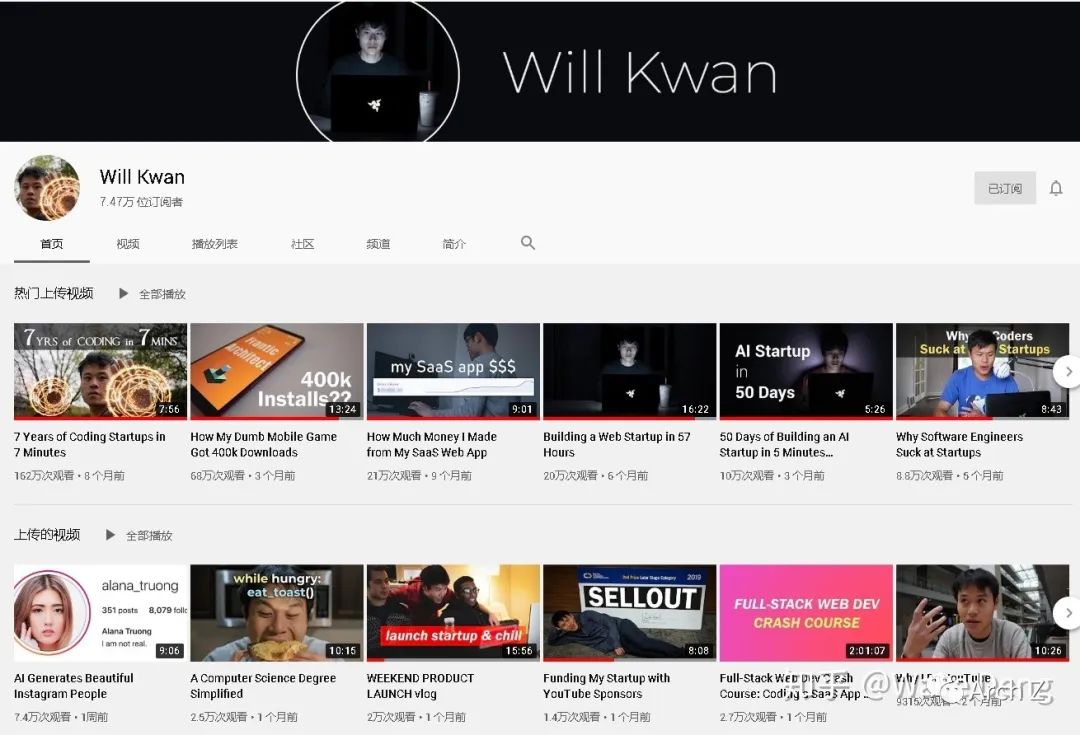 Will Kwan
Will Kwan
7.47万 位订阅者
已订阅
首页 视频 播放列表 社区 频道 简介
热门上传视频 全部播放
7 YRS OF CODING in 7 MINS
7:56
Frantic Architect
400k
Installs??
13:24
my SaaS app $$$
9:01
16:22
AI Startup
in
50 Days
5:26
Why Coders
Suck at Startups
8:43
7 Years of Coding Startups in
7 Minutes
162万次观看 • 8 个月前
How My Dumb Mobile Game
Got 400k Downloads
68万次观看 • 3 个月前
How Much Money I Made
from My SaaS Web App
21万次观看 • 9 个月前
Building a Web Startup in 57
Hours
20万次观看 • 6 个月前
50 Days of Building an AI
Startup in 5 Minutes...
10万次观看 • 3 个月前
Why Software Engineers
Suck at Startups
8.8万次观看 • 5 个月前
上传的视频 全部播放
alana_truong
351 posts 8,079 follo
Alana Truong
I am not real.
9:06
while hungry:
eat_toast()
10:15
launch startup & chill
15:56
2019
SELLOUT
8:08
FULL-STACK WEB DEV
CRASH COURSE
2:01:07
10:26
AI Generates Beautiful
Instagram People
7.4万次观看 • 1周前
A Computer Science Degree
Simplified
2.5万次观看 • 1 个月前
WEEKEND PRODUCT
LAUNCH vlog
2万次观看 • 1 个月前
Funding My Startup with
YouTube Sponsors
1.4万次观看 • 1 个月前
Full-Stack Web Dev Crash
Course: Coding a SaaS App ...
2.7万次观看 • 1 个月前
YouTube
9315次观看 • 2 个月前
知乎
Arch